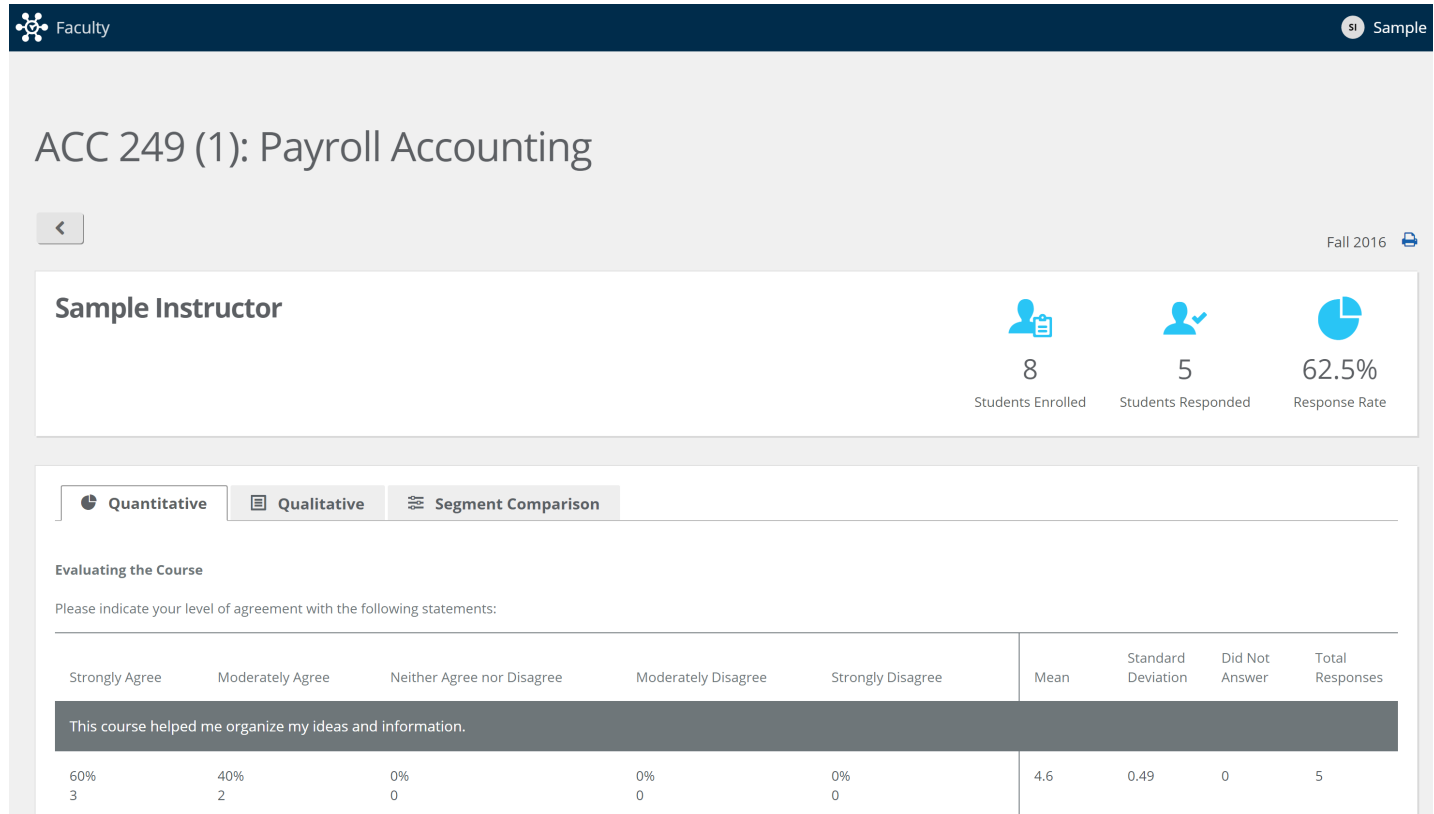 Faculty
SI Sample
ACC 249 (1): Payroll Accounting
Fall 2016
Sample Instructor
8 5 62.5%
Students Enrolled Students Responded Response Rate
Quantitative Qualitative Segment Comparison
Evaluating the Course
Please indicate your level of agreement with the following statements:
Strongly Agree Moderately Agree Neither Agree nor Disagree Moderately Disagree Strongly Disagree Mean Standard Deviation Did Not Answer Total Responses
This course helped me organize my ideas and information.
60% 40% 0% 0% 0% 4.6 0.49 0 5
3 2 0 0 0